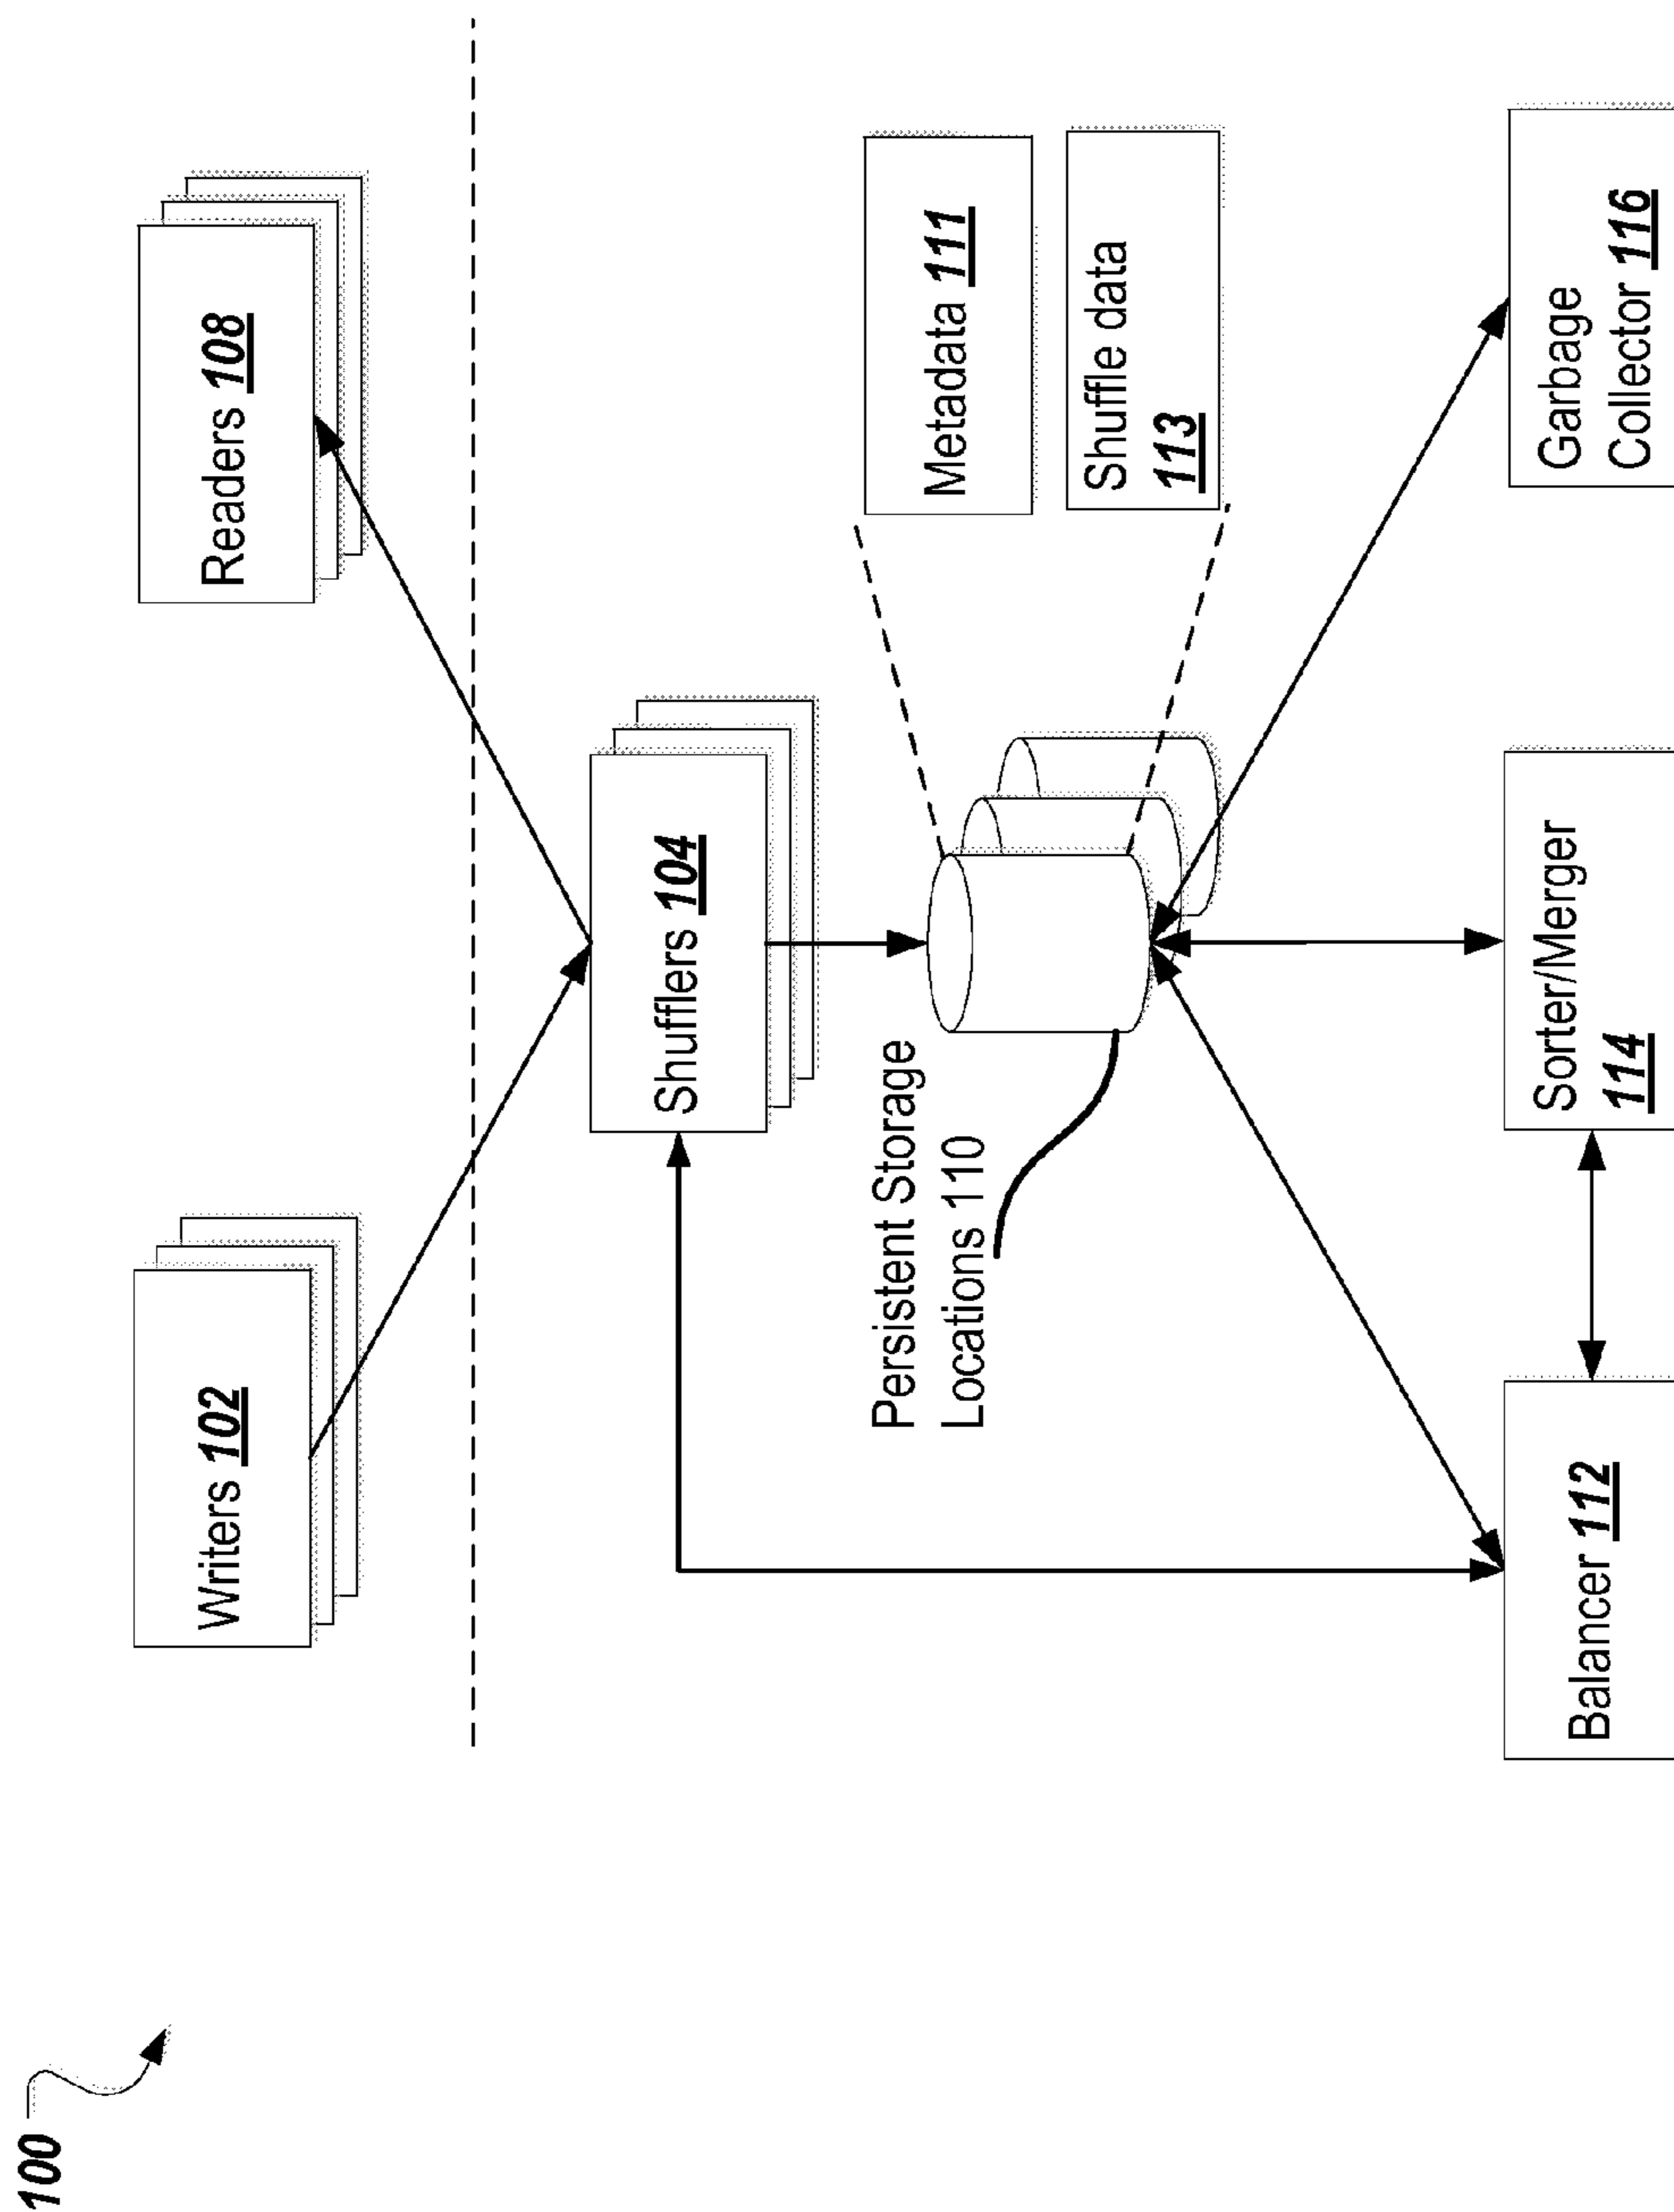 100
Writers 102
Readers 108
Shufflers 104
Persistent Storage
Locations 110
Metadata 111
Shuffle data
113
Balancer 112
Sorter/Merger
114
Garbage
Collector 116